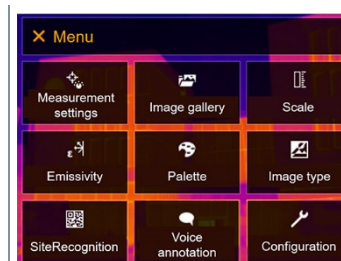 Menu
Measurement
settings
Image gallery
Scale
Emissivity
Palette
Image type
SiteRecognition
Voice
annotation
Configuration